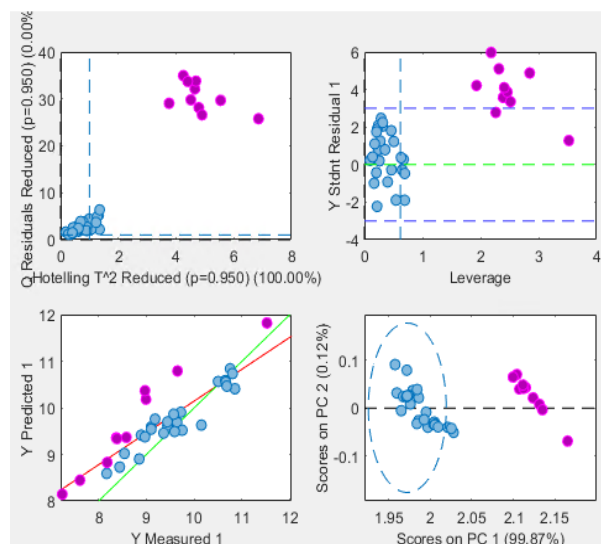 Q Residuals Reduced (p=0.950) (0.00%)
40
30
20
10
0
0 2 4 6 8
Hotelling T^2 Reduced (p=0.950) (100.00%)
Y Stdnt Residual 1
6
4
2
0
-2
-4
0 1 2 3 4
Leverage
Y Predicted 1
12
11
10
9
8
8 9 10 11 12
Y Measured 1
Scores on PC 2 (0.12%)
0.1
0
-0.1
1.95 2 2.05 2.1 2.15
Scores on PC 1 (99.87%)